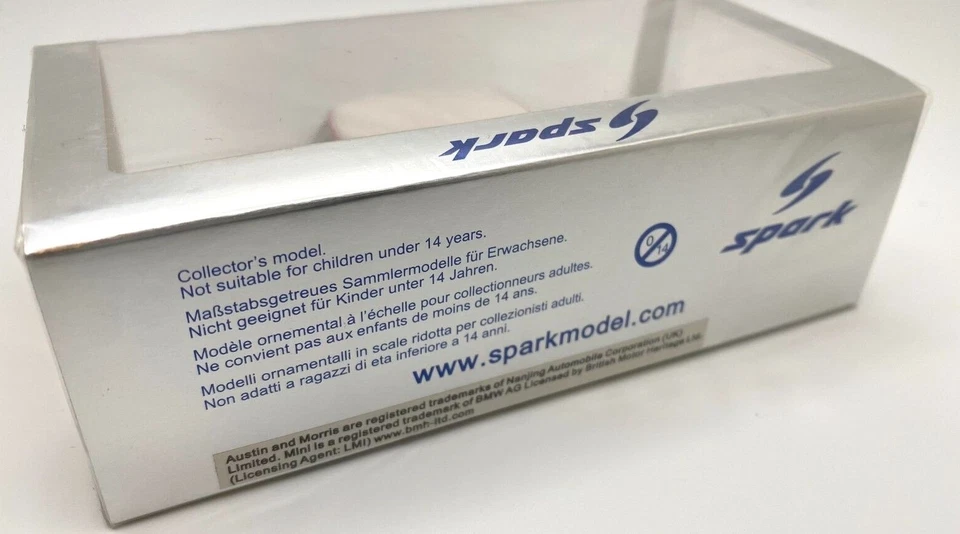 spark
Collector's model.
Not suitable for children under 14 years.
Maßstabsgetreues Sammlermodelle für Erwachsene.
Nicht geeignet für Kinder unter 14 Jahren.
Modèle ornemental à l'échelle pour collectionneurs adultes.
Ne convient pas aux enfants de moins de 14 ans.
Modelli ornamentalli in scale ridotta per collezionisti adulti.
Non adatti a ragazzi di eta inferiore a 14 anni.
0/14
spark
www.sparkmodel.com
Austin and Morris are registered trademarks of Nanjing Automobile Corporation (UK)
Limited. Mini is a registered trademark of BMW AG Licensed by British Motor Heritage Ltd
(Licensing Agent: LMI) www.bmh-ltd.com